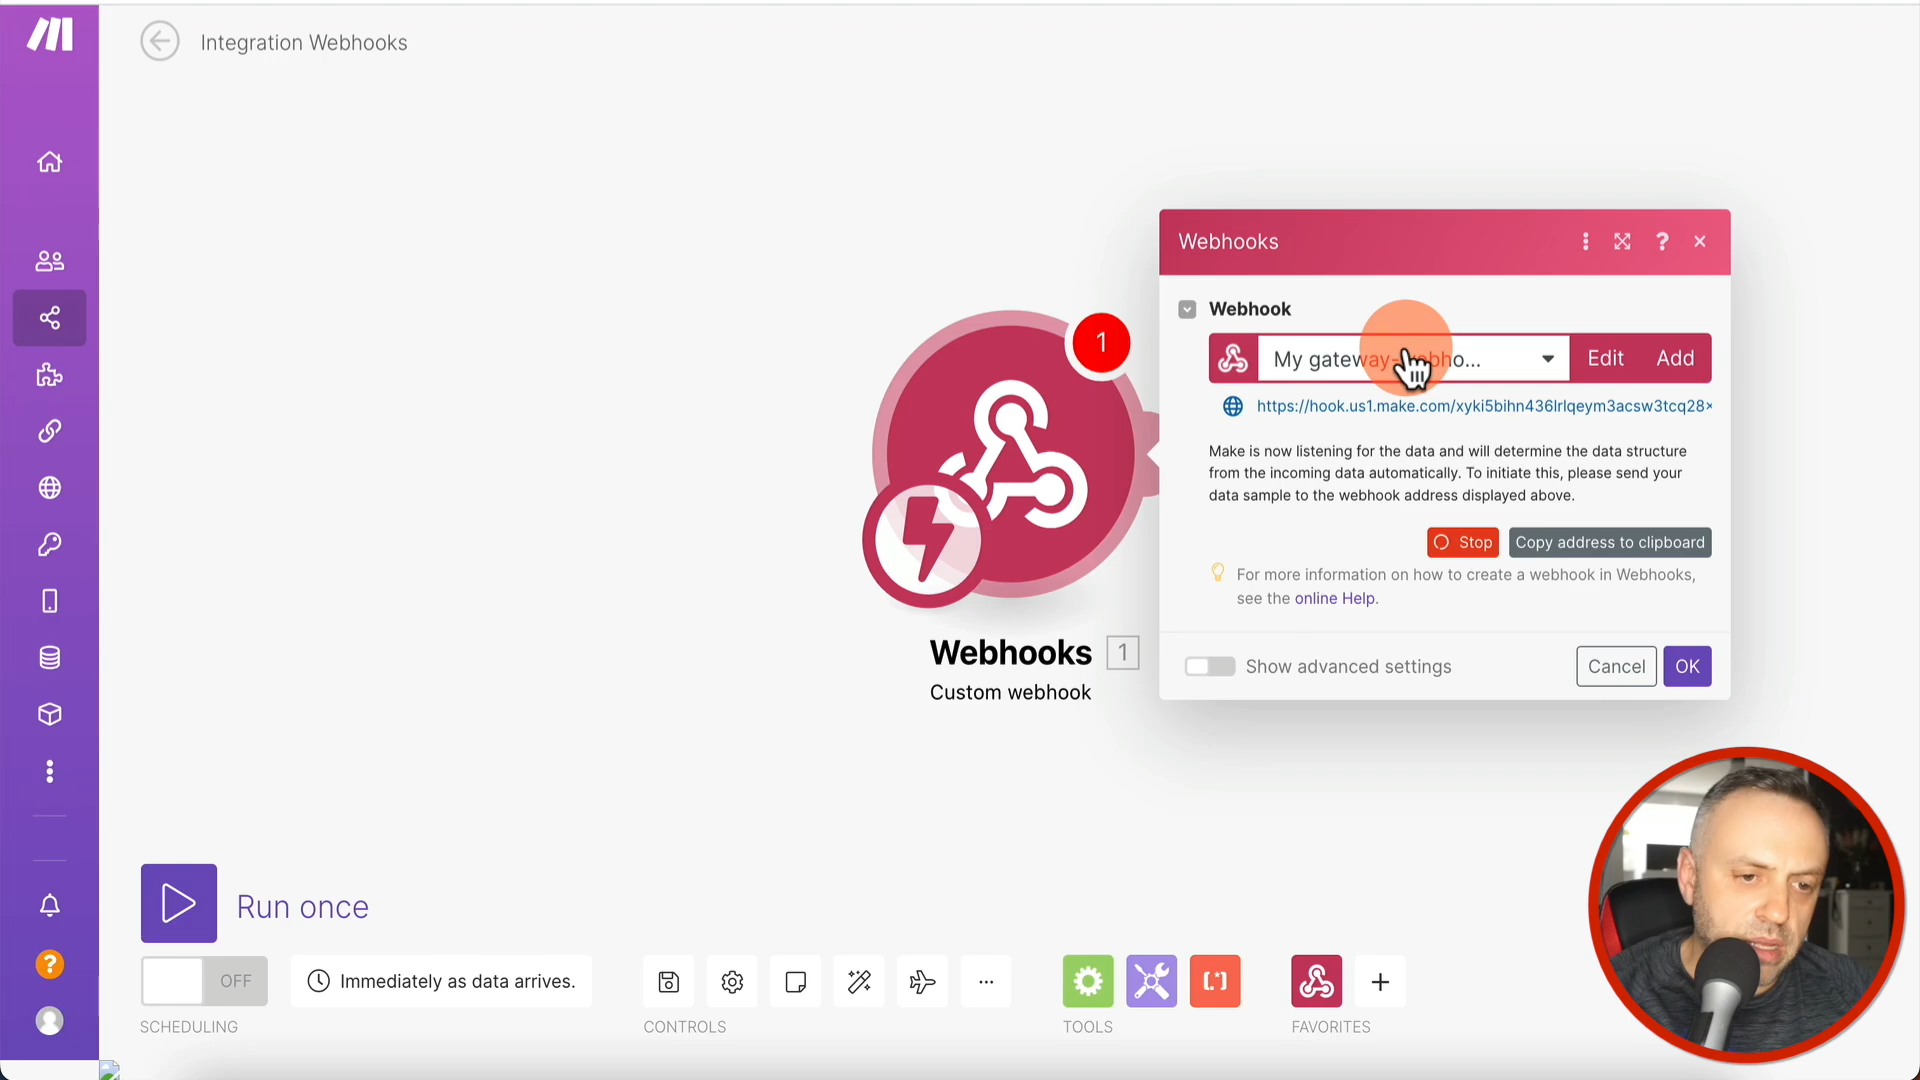 Integration Webhooks
Webhooks
?
Webhook
My gateway-webho...
Edit
Add
https://hook.us1.make.com/xyki5bihn436lrlqeym3acsw3tcq28
Make is now listening for the data and will determine the data structure
from the incoming data automatically. To initiate this, please send your
data sample to the webhook address displayed above.
Stop
Copy address to clipboard
For more information on how to create a webhook in Webhooks,
see the online Help.
Show advanced settings
Cancel
OK
1
Webhooks 1
Custom webhook
Run once
OFF
Immediately as data arrives.
SCHEDULING
CONTROLS
TOOLS
FAVORITES
?